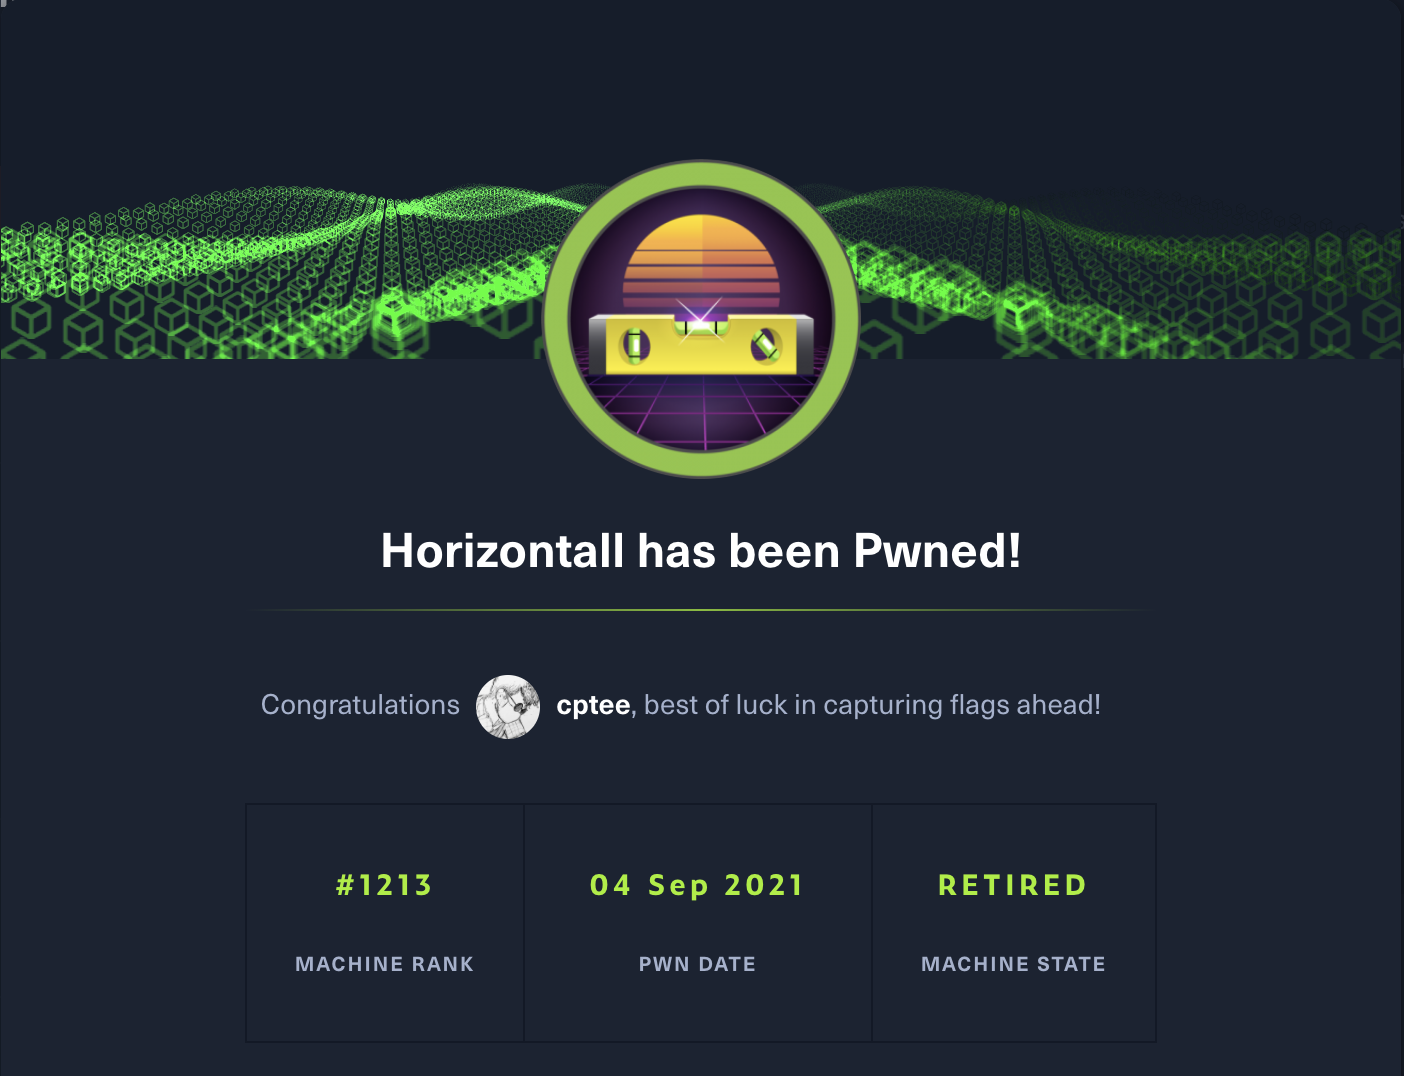 Horizontall has been Pwned!
Congratulations cptee, best of luck in capturing flags ahead!
#1213 04 Sep 2021 RETIRED
MACHINE RANK PWN DATE MACHINE STATE